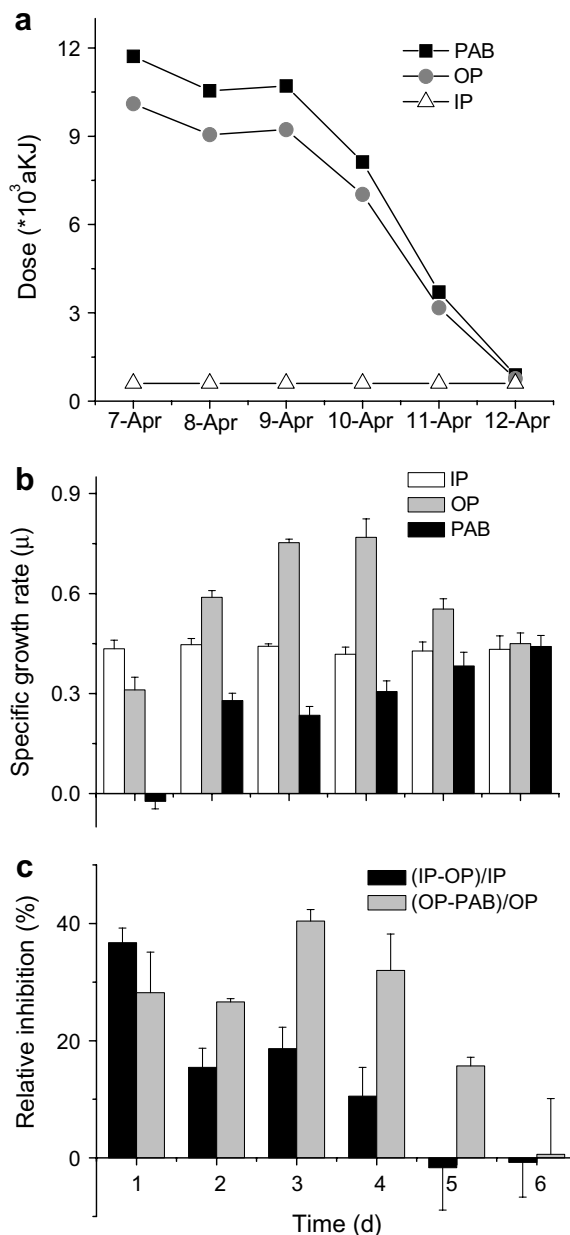 a
PAB
OP
IP
12
9
6
3
0
Dose (*10³aKJ)
7-Apr 8-Apr 9-Apr 10-Apr 11-Apr 12-Apr
b
IP
OP
PAB
0.9
0.6
0.3
0.0
Specific growth rate (μ)
c
(IP-OP)/IP
(OP-PAB)/OP
40
20
0
Relative inhibition (%)
1 2 3 4 5 6
Time (d)